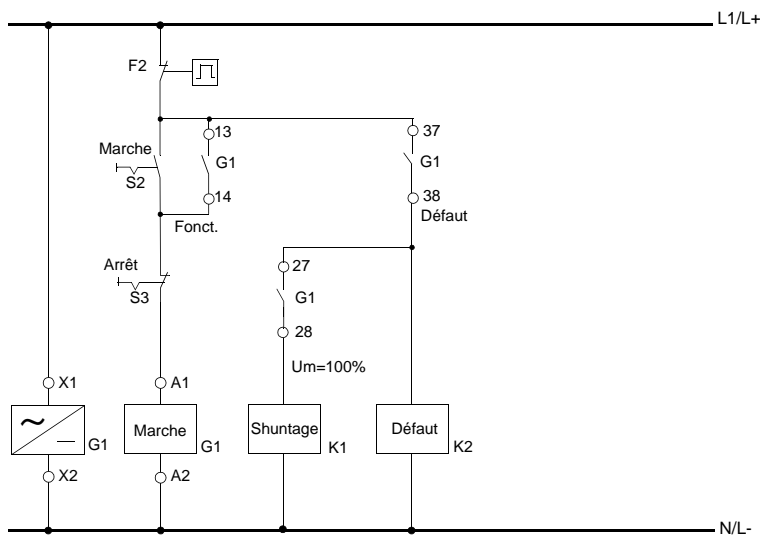 L1/L+
F2
13
37
Marche
G1
G1
S2
14
38
Fonct.
Défaut
Arrêt
27
S3
G1
28
Um=100%
X1
A1
Marche
Shuntage
Défaut
G1
G1
K1
K2
X2
A2
N/L-